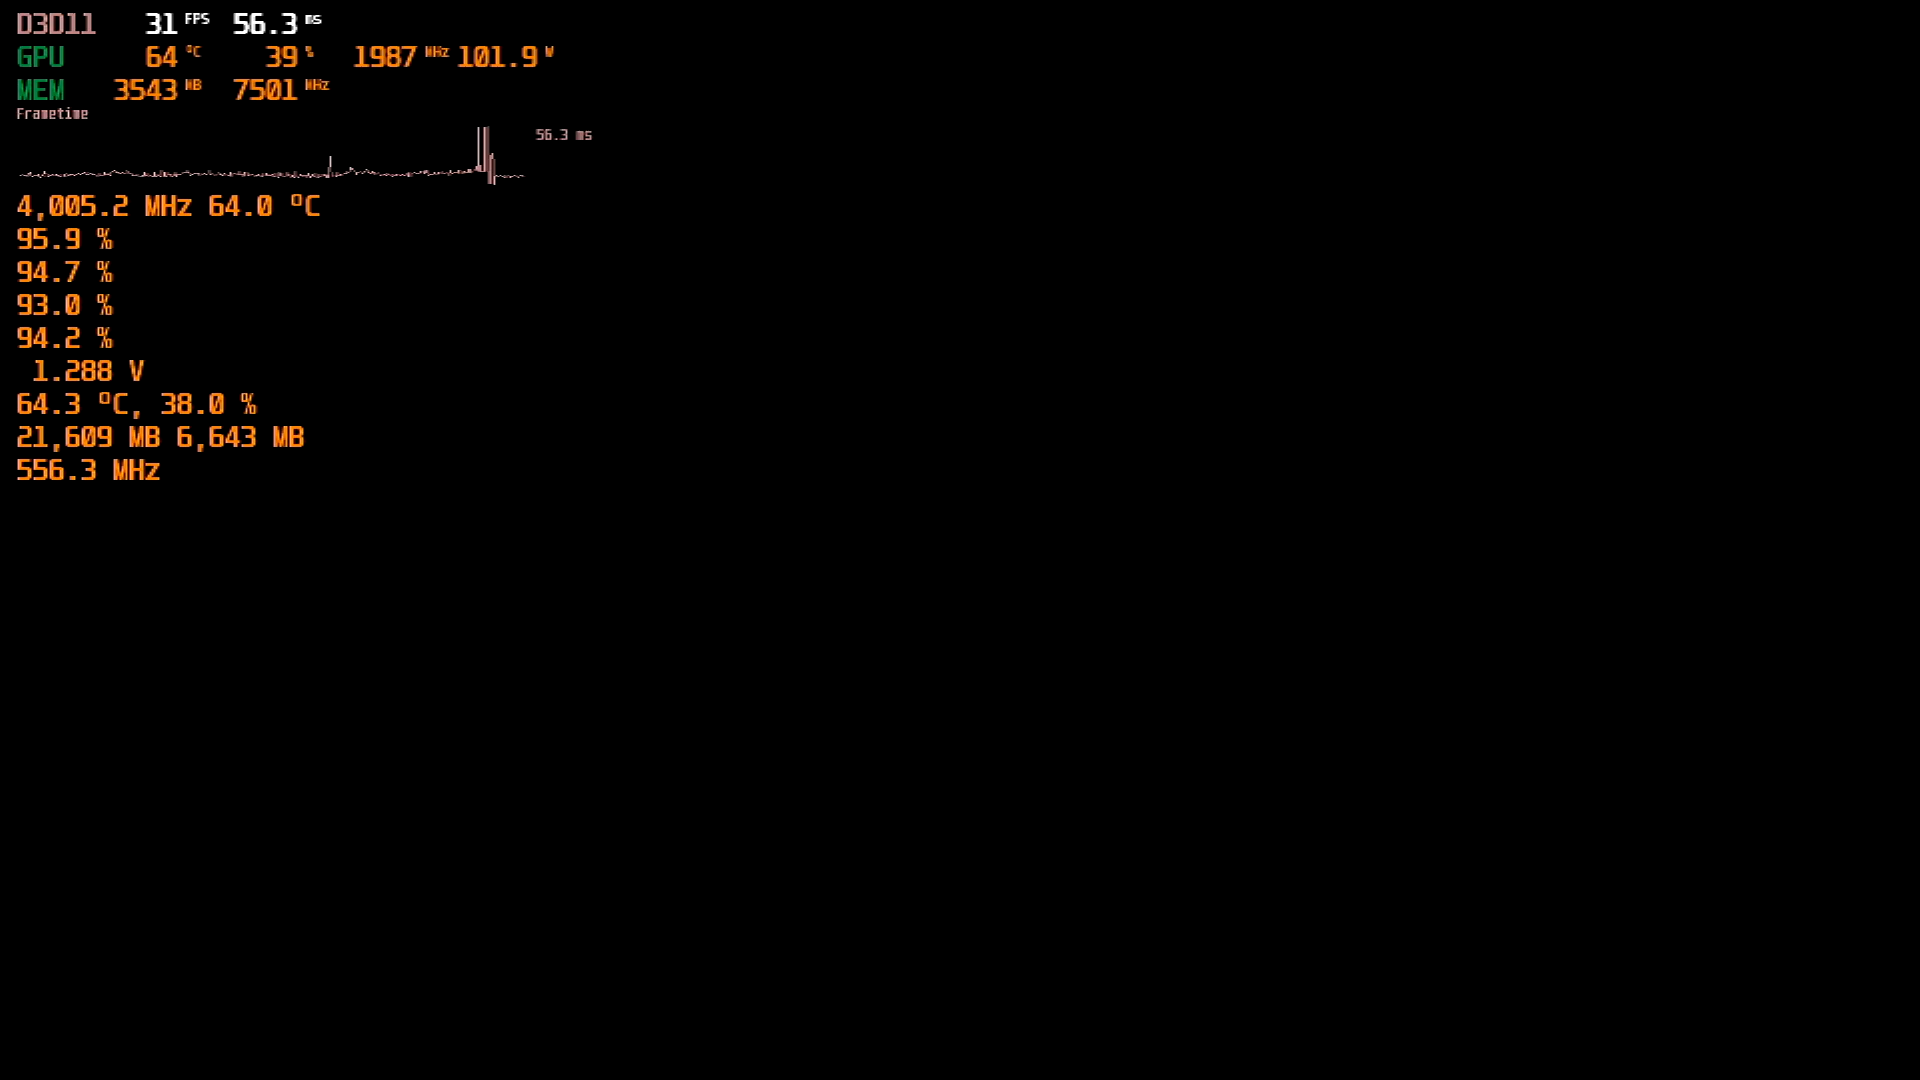 D3D11 31 FPS 56.3 ms
GPU 64 °C 39 % 1987 MHz 101.9 W
MEM 3543 MB 7501 MHz
Frametime
56.3 ms
4,005.2 MHz 64.0 °C
95.9 %
94.7 %
93.0 %
94.2 %
1.288 V
64.3 °C, 38.0 %
21,609 MB 6,643 MB
556.3 MHz